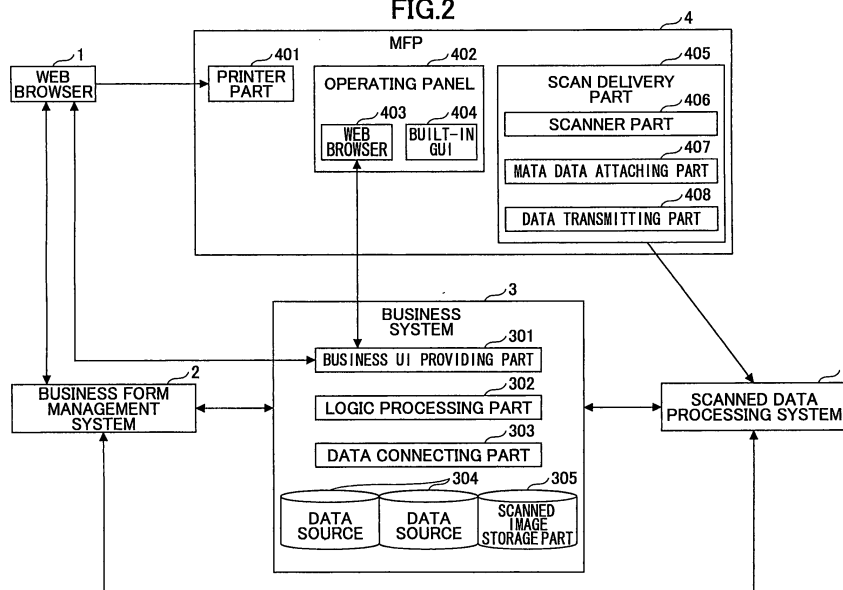 FIG.2
4
MFP
1
WEB
BROWSER
401
PRINTER
PART
402
OPERATING PANEL
403
WEB
BROWSER
404
BUILT-IN
GUI
405
SCAN DELIVERY
PART
406
SCANNER PART
407
MATA DATA ATTACHING PART
408
DATA TRANSMITTING PART
3
BUSINESS
SYSTEM
301
BUSINESS UI PROVIDING PART
2
BUSINESS FORM
MANAGEMENT
SYSTEM
302
LOGIC PROCESSING PART
303
DATA CONNECTING PART
304
DATA
SOURCE
DATA
SOURCE
305
SCANNED
IMAGE
STORAGE PART
SCANNED DATA
PROCESSING SYSTEM